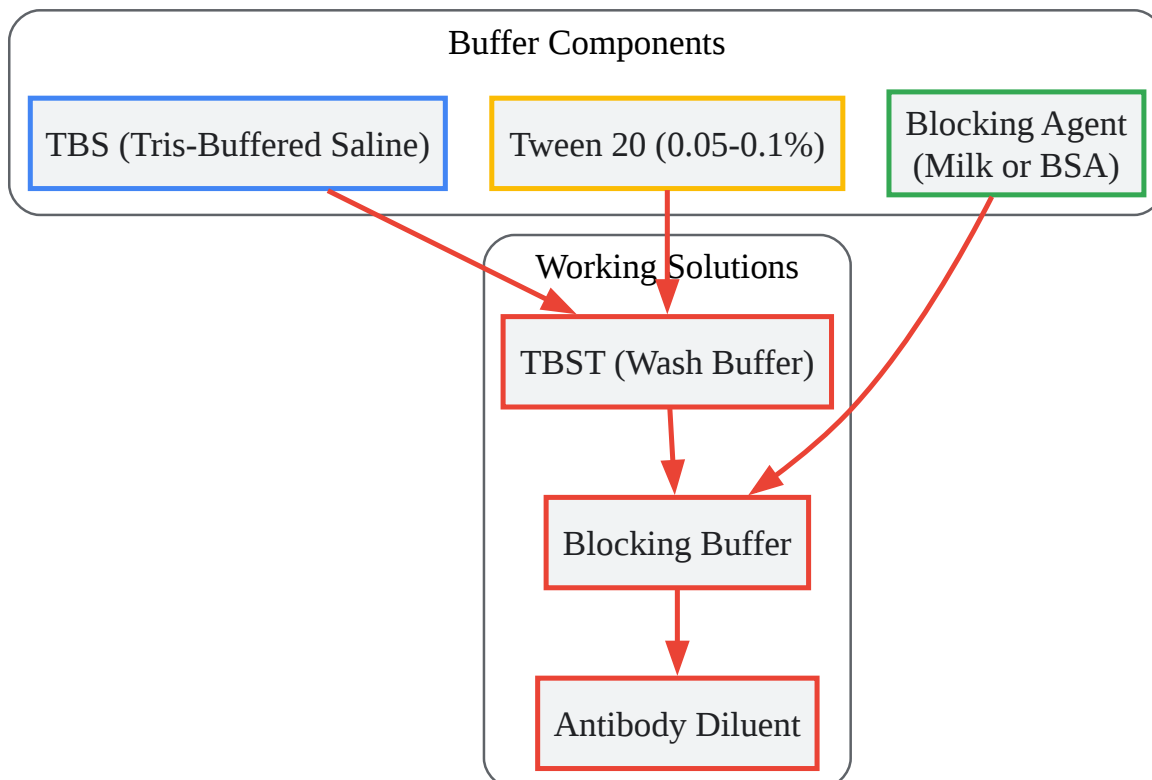 Buffer Components
TBS (Tris-Buffered Saline)
Tween 20 (0.05-0.1%)
Blocking Agent
(Milk or BSA)
Working Solutions
TBST (Wash Buffer)
Blocking Buffer
Antibody Diluent